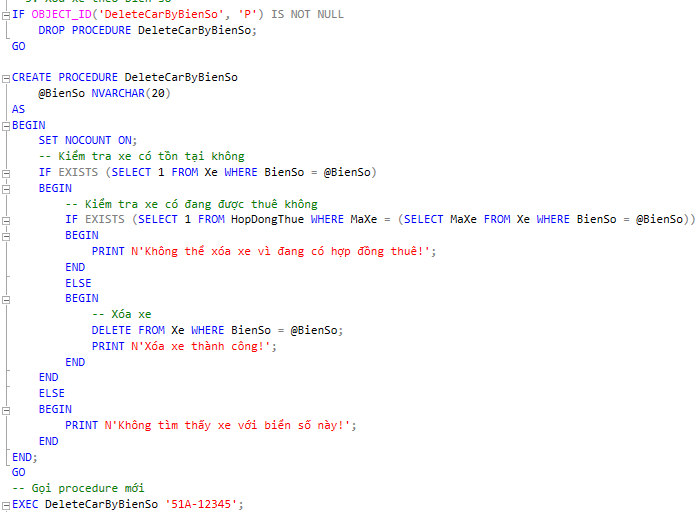 IF OBJECT_ID('DeleteCarByBienSo', 'P') IS NOT NULL
    DROP PROCEDURE DeleteCarByBienSo;
GO

CREATE PROCEDURE DeleteCarByBienSo
    @BienSo NVARCHAR(20)
AS
BEGIN
    SET NOCOUNT ON;
    -- Kiểm tra xe có tồn tại không
    IF EXISTS (SELECT 1 FROM Xe WHERE BienSo = @BienSo)
    BEGIN
        -- Kiểm tra xe có đang được thuê không
        IF EXISTS (SELECT 1 FROM HopDongThue WHERE MaXe = (SELECT MaXe FROM Xe WHERE BienSo = @BienSo))
        BEGIN
            PRINT N'Không thể xóa xe vì đang có hợp đồng thuê!';
        END
        ELSE
        BEGIN
            -- Xóa xe
            DELETE FROM Xe WHERE BienSo = @BienSo;
            PRINT N'Xóa xe thành công!';
        END
    END
    ELSE
    BEGIN
        PRINT N'Không tìm thấy xe với biển số này!';
    END
END;
GO
-- Gọi procedure mới
EXEC DeleteCarByBienSo '51A-12345';